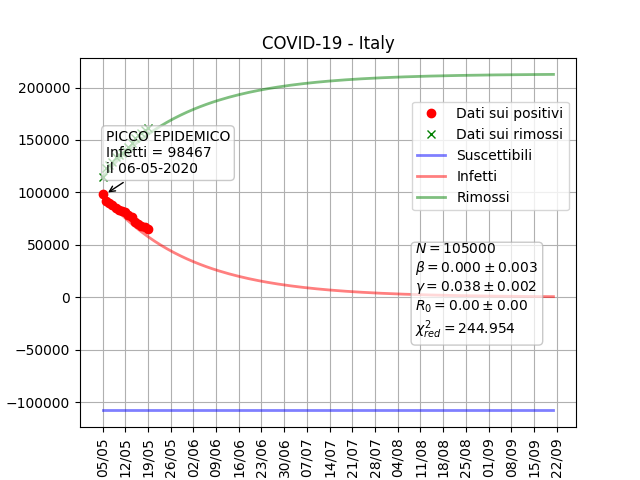 COVID-19 - Italy
200000
150000
100000
50000
0
−50000
−100000
PICCO EPIDEMICO
Infetti = 98467
il 06-05-2020
Dati sui positivi
Dati sui rimossi
Suscettibili
Infetti
Rimossi
N = 105000
β = 0.000 ± 0.003
γ = 0.038 ± 0.002
R₀ = 0.00 ± 0.00
χ²red = 244.954
05/05
12/05
19/05
26/05
02/06
09/06
16/06
23/06
30/06
07/07
14/07
21/07
28/07
04/08
11/08
18/08
25/08
01/09
08/09
15/09
22/09